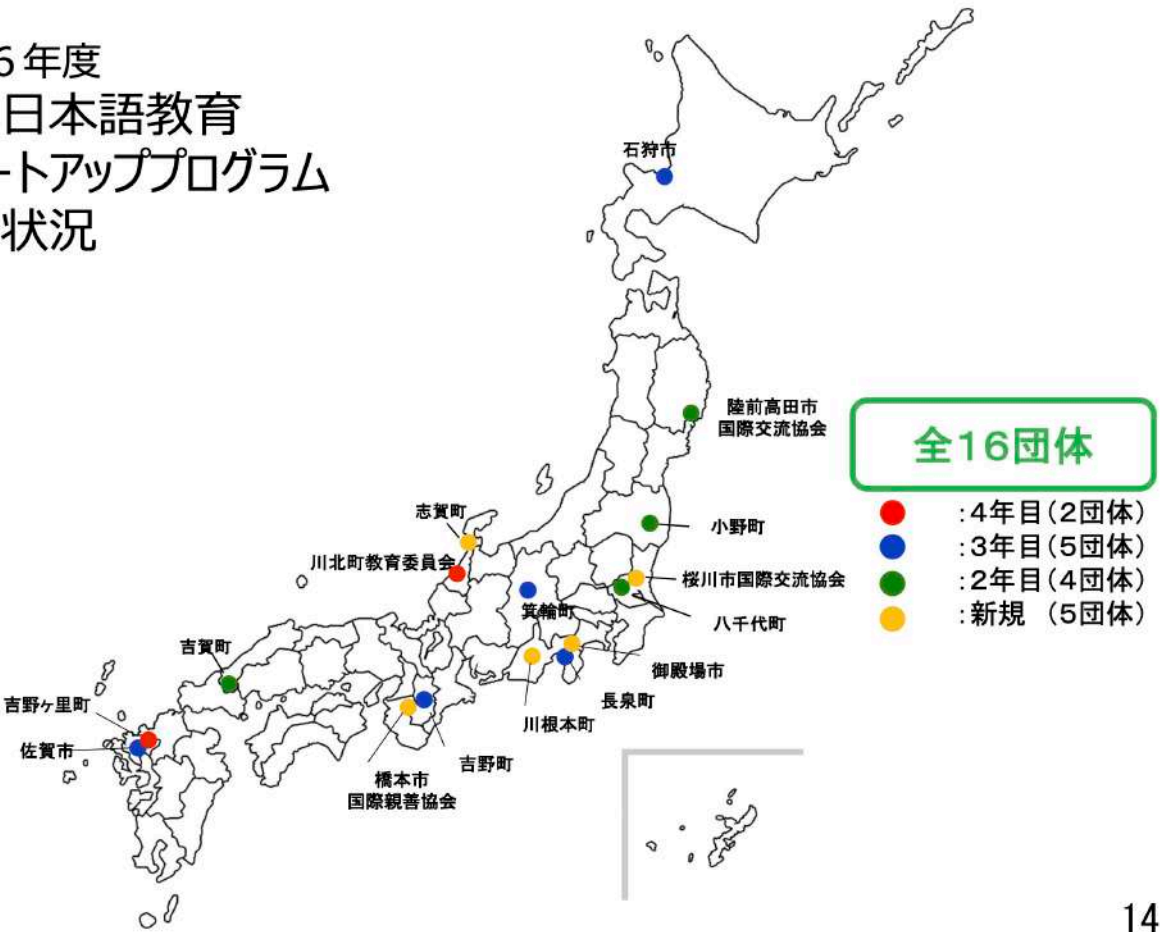 6年度
日本語教育
ートアッププログラム
状況
石狩市
陸前高田市
国際交流協会
全16団体
:4年目(2団体)
:3年目(5団体)
:2年目(4団体)
:新規 (5団体)
志賀町
小野町
川北町教育委員会
桜川市国際交流協会
箕輪町
八千代町
吉賀町
御殿場市
長泉町
吉野ヶ里町
川根本町
佐賀市
吉野町
橋本市
国際親善協会
14